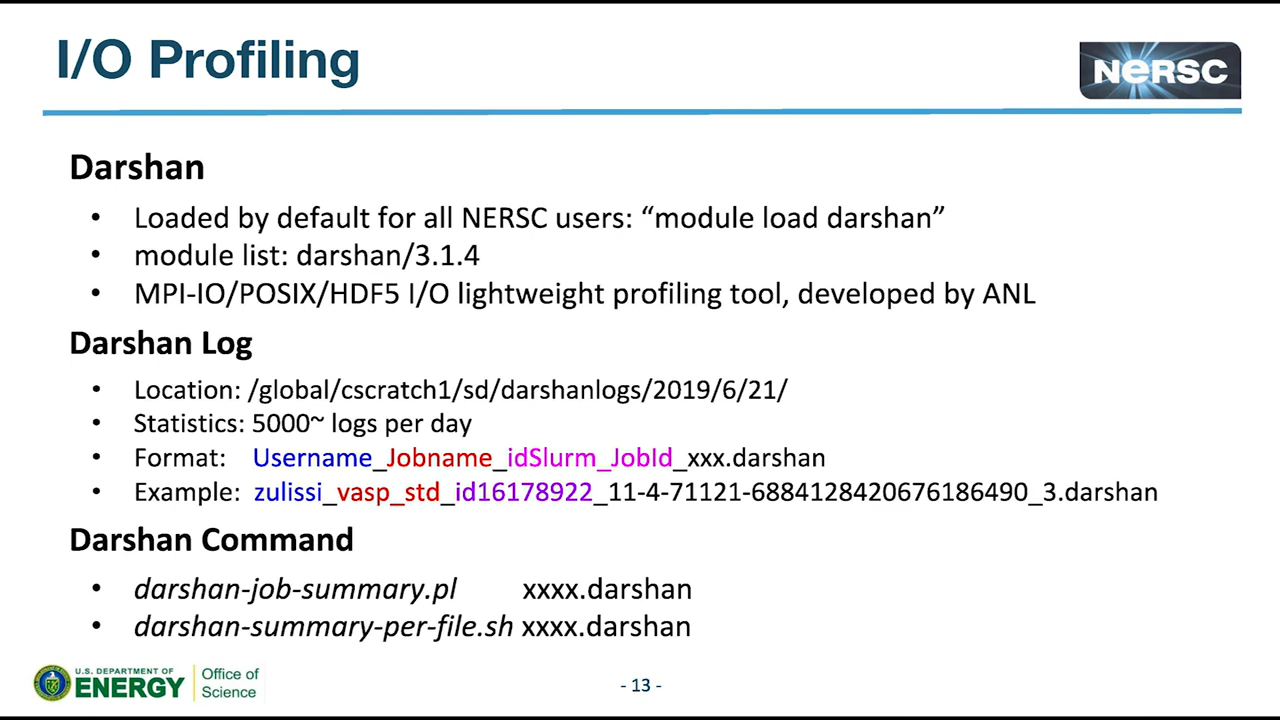 I/O Profiling
NERSC
Darshan
• Loaded by default for all NERSC users: “module load darshan”
• module list: darshan/3.1.4
• MPI-IO/POSIX/HDF5 I/O lightweight profiling tool, developed by ANL
Darshan Log
• Location: /global/cscratch1/sd/darshanlogs/2019/6/21/
• Statistics: 5000~ logs per day
• Format: Username_Jobname_idSlurm_JobId_xxx.darshan
• Example: zulissi_vasp_std_id16178922_11-4-71121-6884128420676186490_3.darshan
Darshan Command
• darshan-job-summary.pl xxxx.darshan
• darshan-summary-per-file.sh xxxx.darshan
U.S. DEPARTMENT OF
ENERGY
Office of
Science
- 13 -